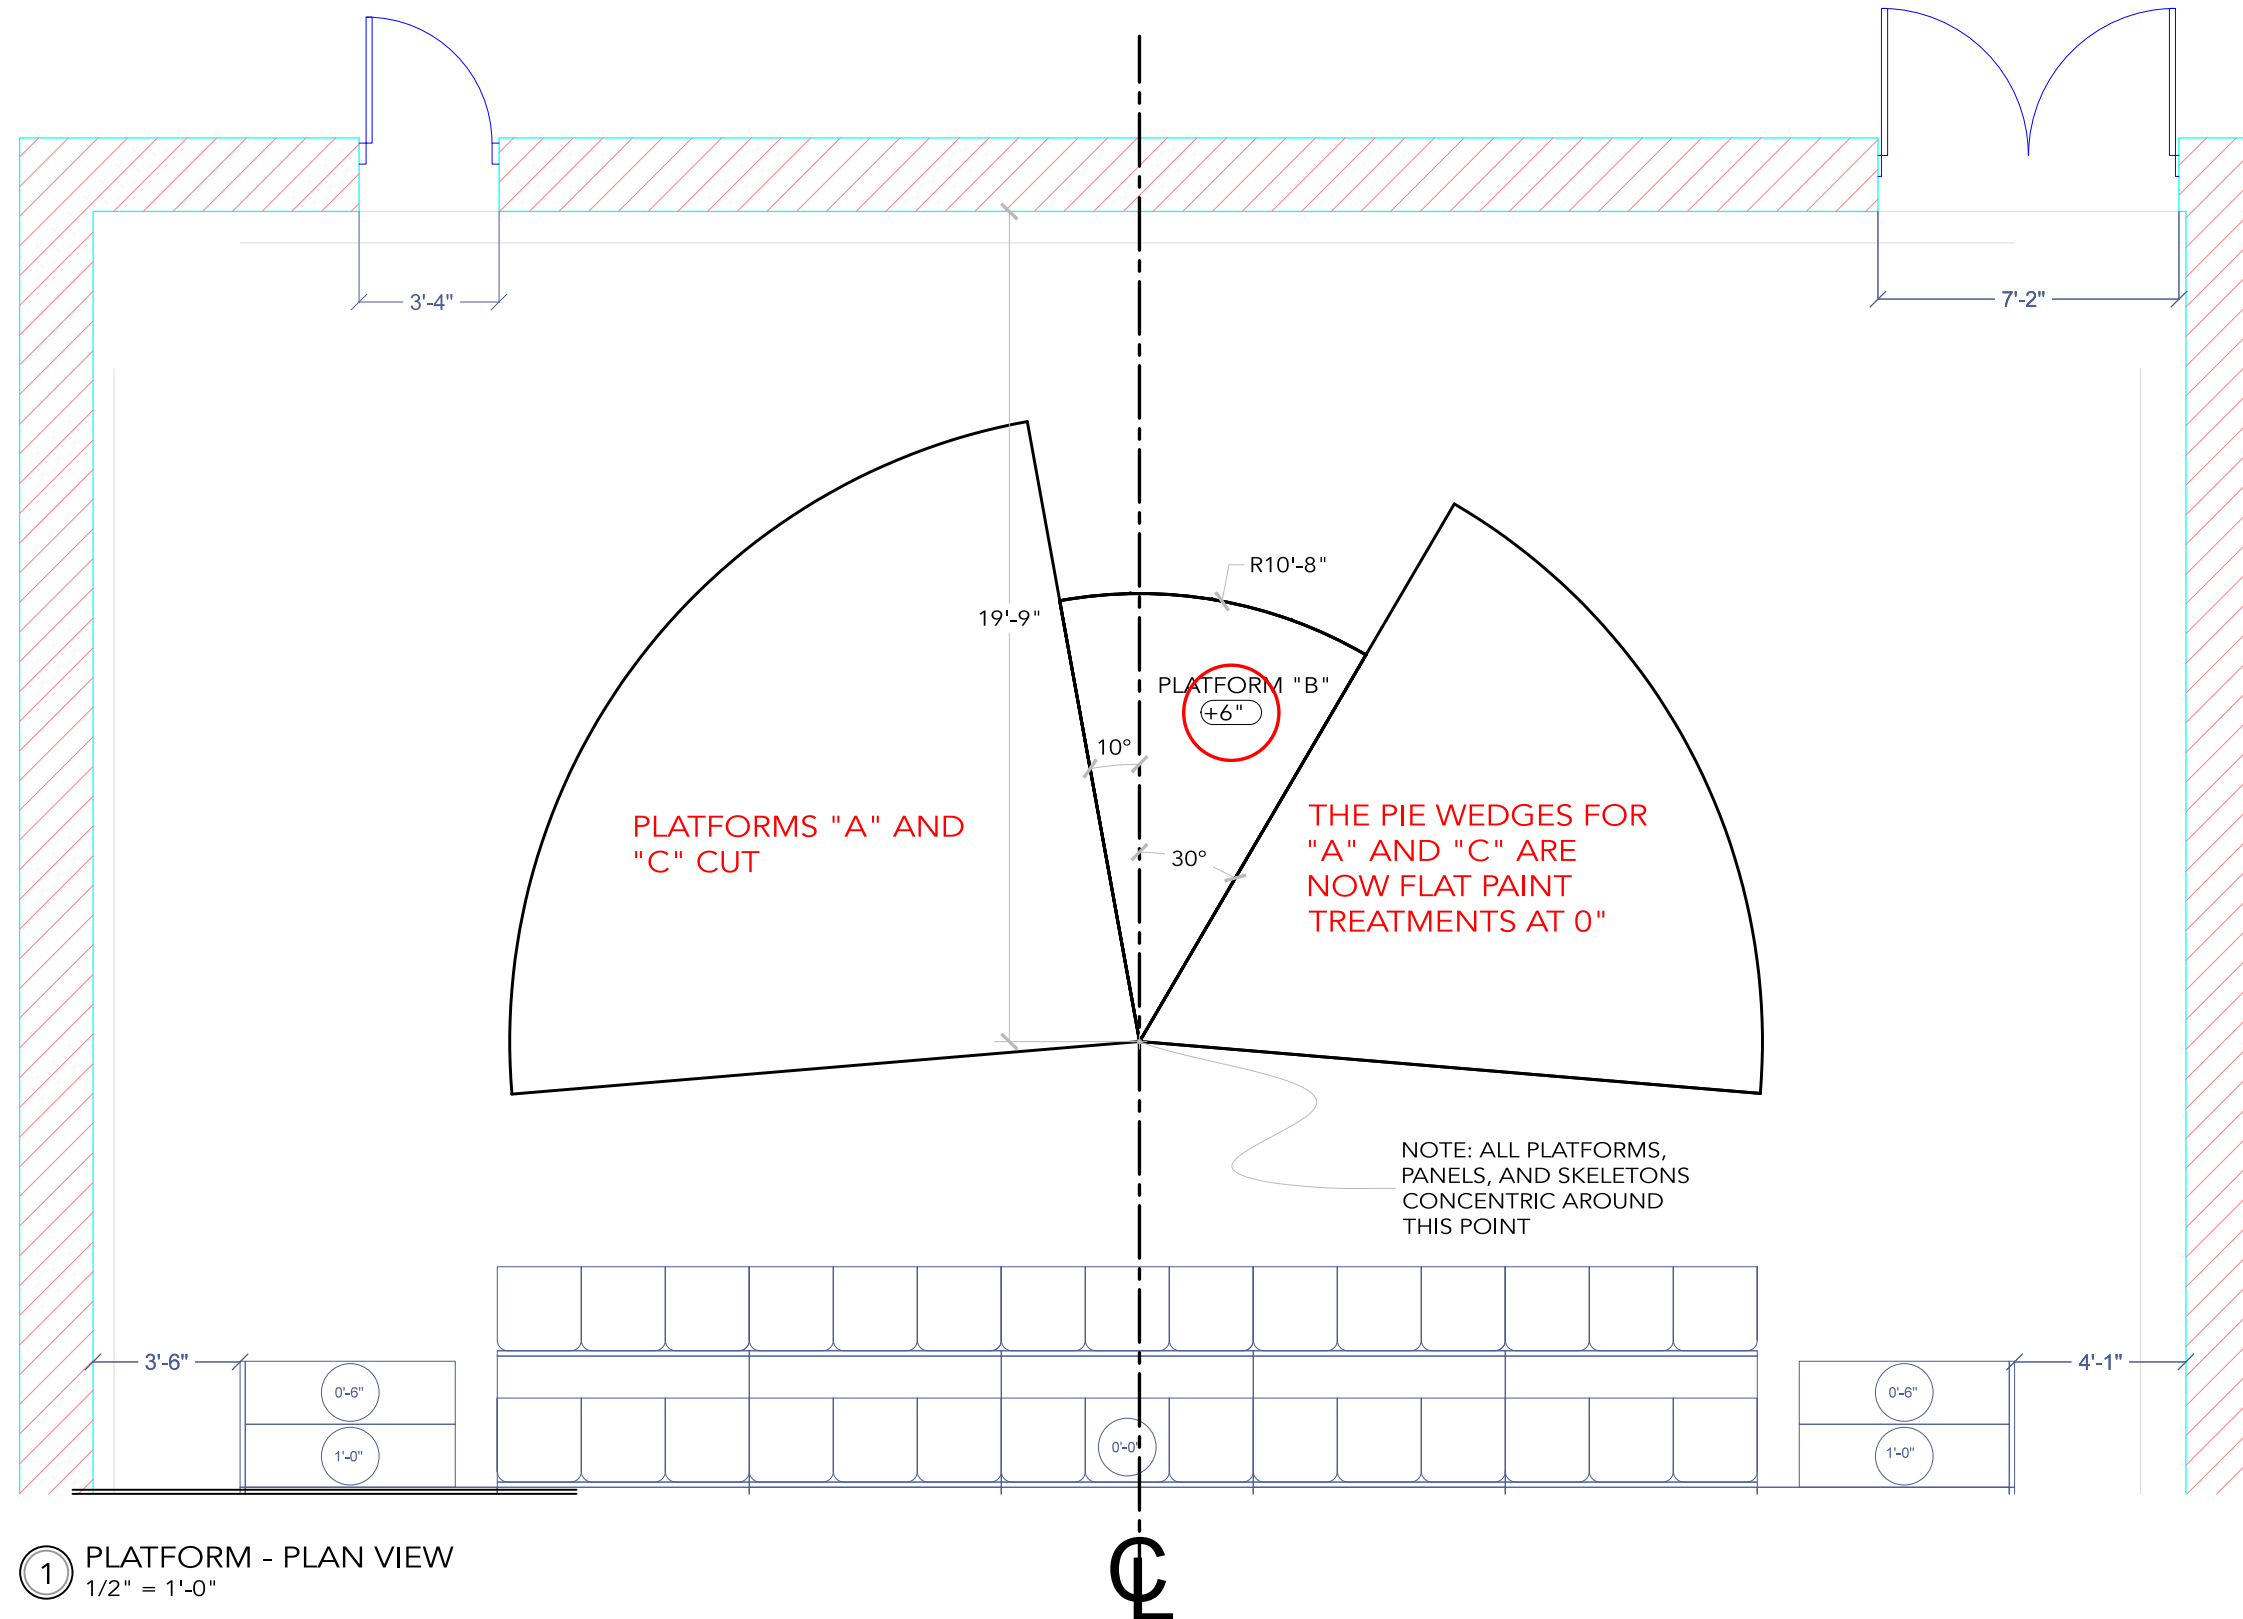 3'-4"
7'-2"
R10'-8"
19'-9"
PLATFORM "B"
+6"
10°
PLATFORMS "A" AND
"C" CUT
THE PIE WEDGES FOR
"A" AND "C" ARE
NOW FLAT PAINT
TREATMENTS AT 0"
30°
NOTE: ALL PLATFORMS,
PANELS, AND SKELETONS
CONCENTRIC AROUND
THIS POINT
3'-6"
4'-1"
0'-6"
0'-6"
1'-0"
0'-0"
1'-0"
1
PLATFORM - PLAN VIEW
1/2" = 1'-0"
CL